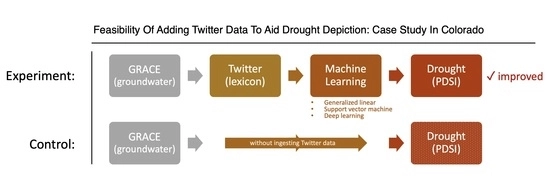 Feasibility Of Adding Twitter Data To Aid Drought Depiction: Case Study In Colorado
Experiment:
GRACE
(groundwater)
Twitter
(lexicon)
Machine
Learning
Drought
(PDSI)
✓ improved
• Generalized linear
• Support vector machine
• Deep learning
Control:
GRACE
(groundwater)
without ingesting Twitter data
Drought
(PDSI)